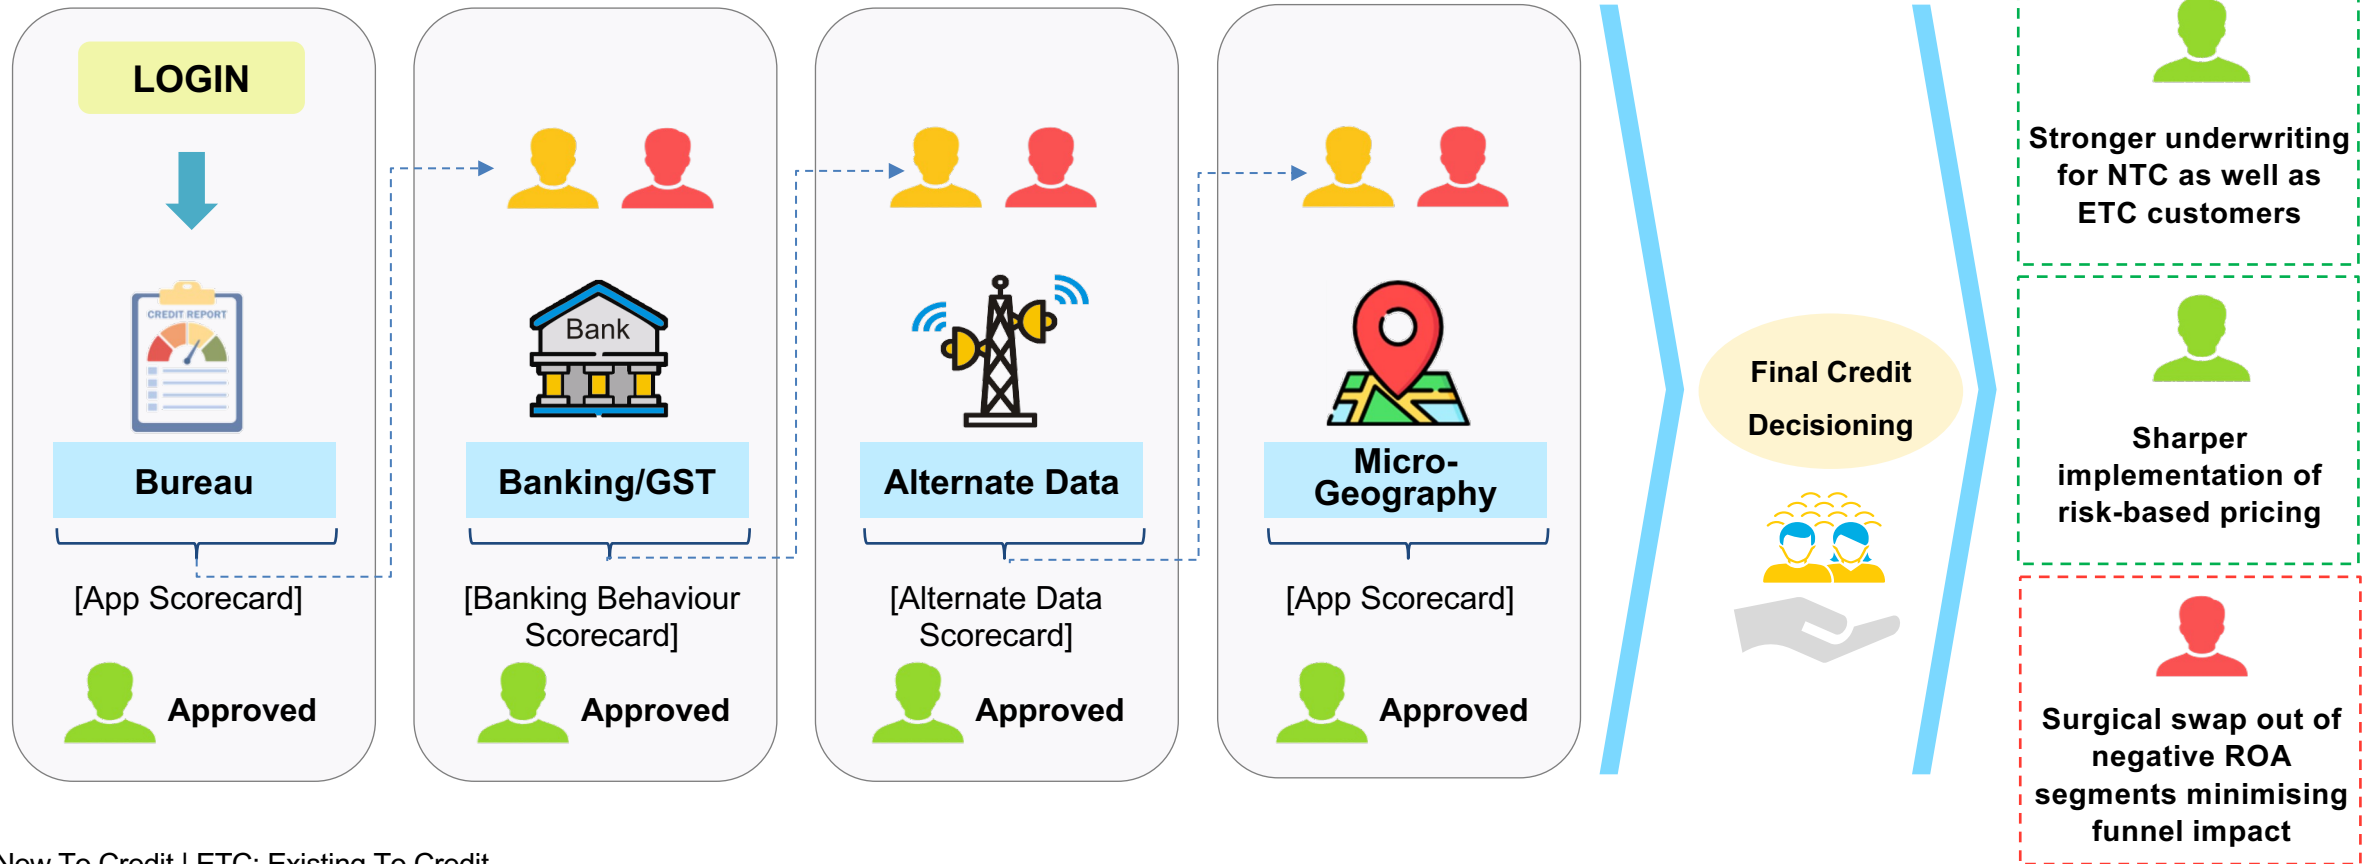 LOGIN
CREDIT REPORT
Bureau
[App Scorecard]
Approved
Bank
Banking/GST
[Banking Behaviour
Scorecard]
Approved
Alternate Data
[Alternate Data
Scorecard]
Approved
Micro-
Geography
[App Scorecard]
Approved
Final Credit
Decisioning
Stronger underwriting
for NTC as well as
ETC customers
Sharper
implementation of
risk-based pricing
Surgical swap out of
negative ROA
segments minimising
funnel impact
New To Credit | ETC: Existing To Credit